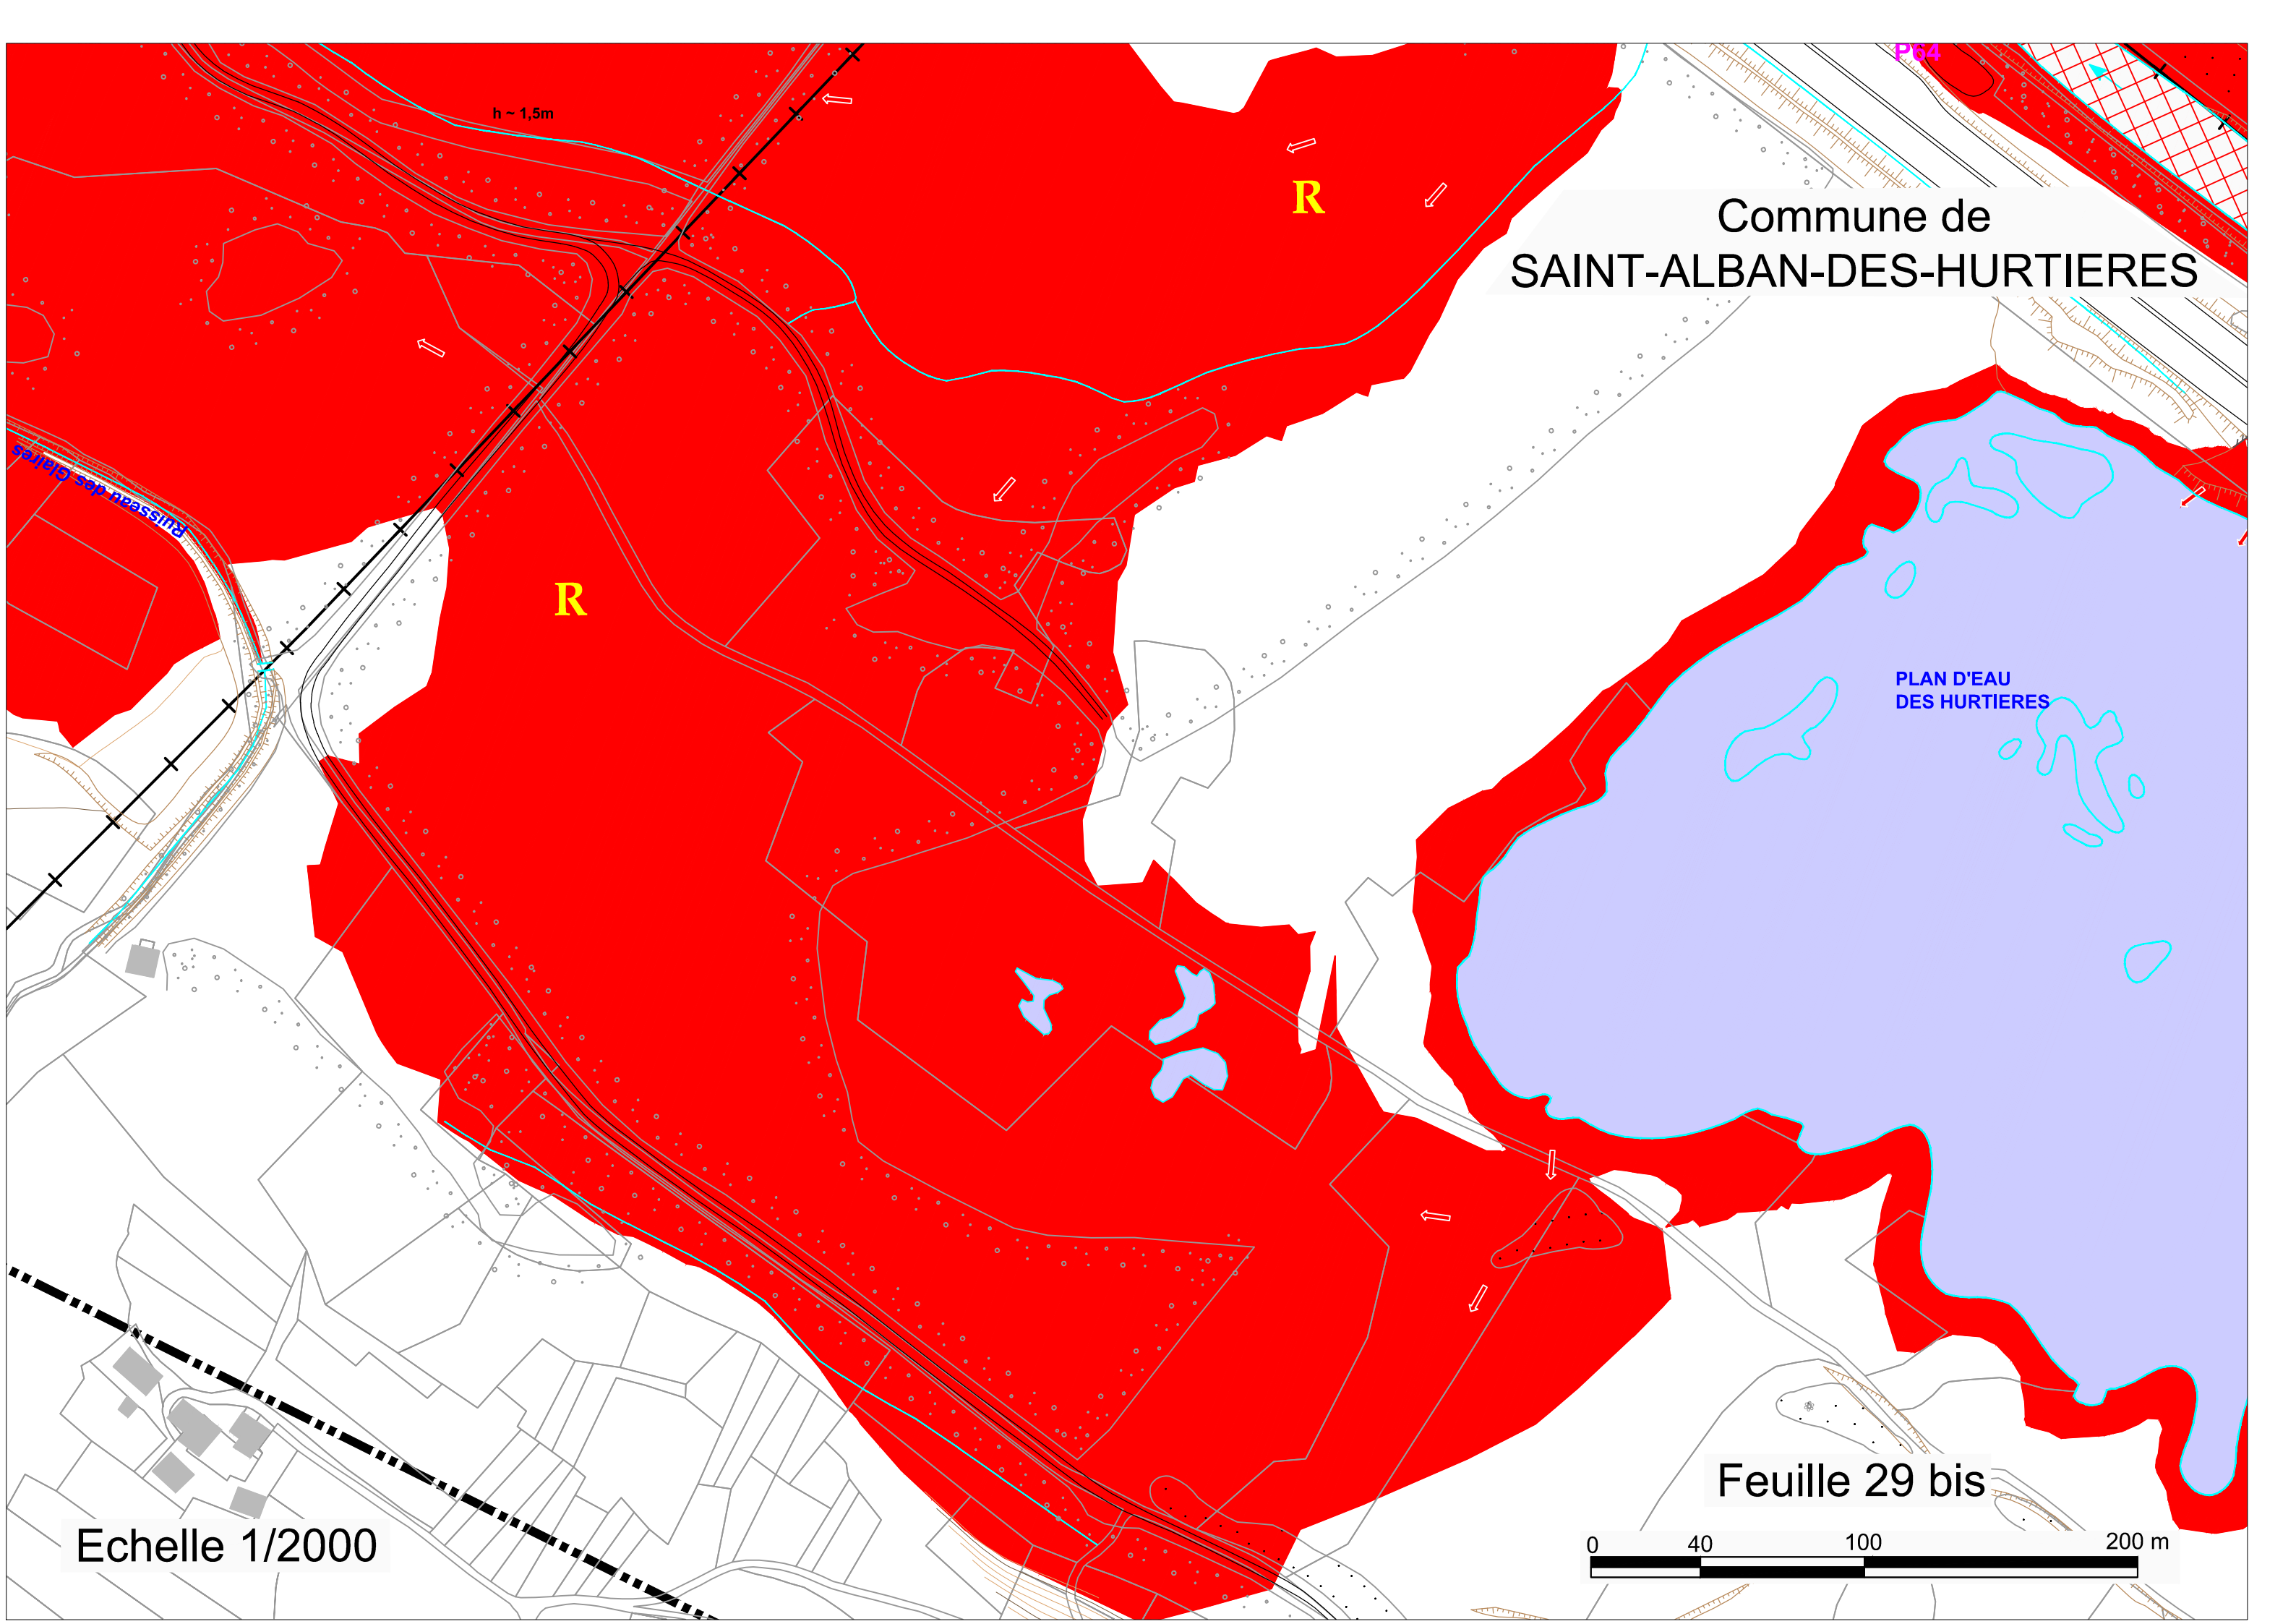 P64
h ~ 1,5m
R
Commune de
SAINT-ALBAN-DES-HURTIERES
Ruisseau des Glaires
R
PLAN D'EAU
DES HURTIERES
Feuille 29 bis
Echelle 1/2000
0 40 100 200 m